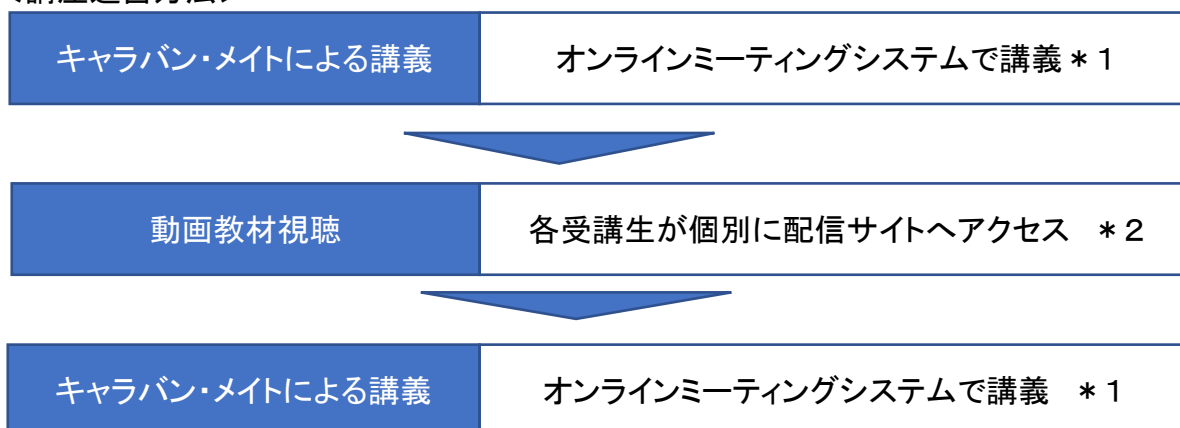 キャラバン・メイトによる講義 オンラインミーティングシステムで講義＊１
動画教材視聴 各受講生が個別に配信サイトへアクセス ＊２
キャラバン・メイトによる講義 オンラインミーティングシステムで講義 ＊１